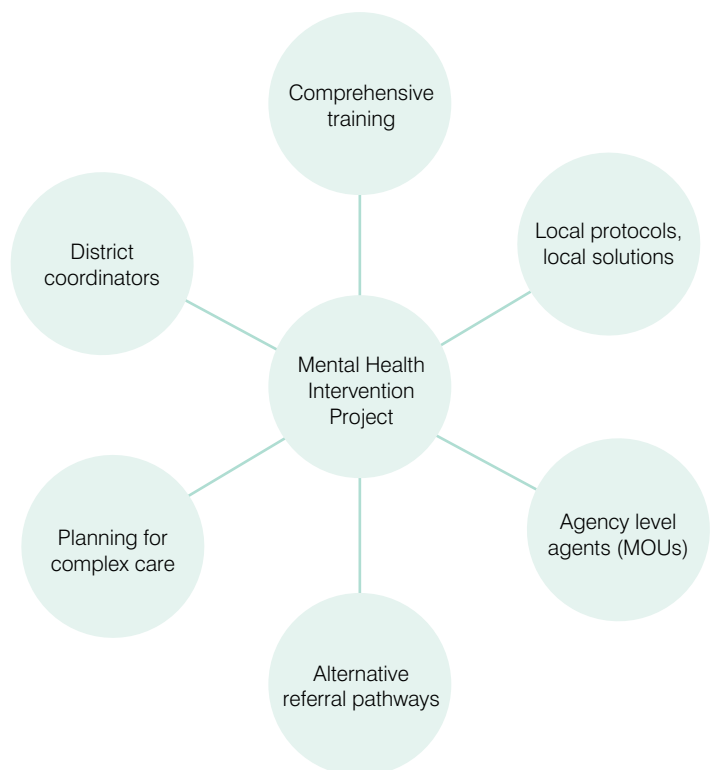 Comprehensive
training
Local protocols,
local solutions
District
coordinators
Mental Health
Intervention
Project
Agency level
agents (MOUs)
Planning for
complex care
Alternative
referral pathways